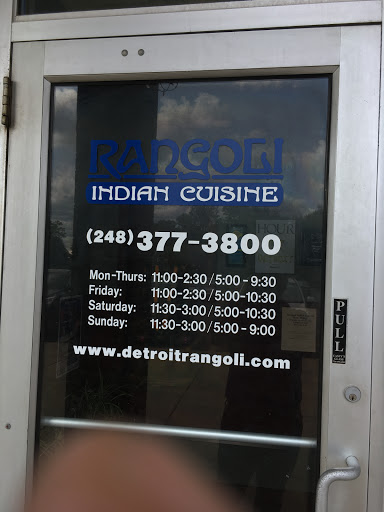 RANGOLI
INDIAN CUISINE
(248) 377-3800
Mon-Thurs: 11:00-2:30 / 5:00 - 9:30
Friday: 11:00-2:30 / 5:00-10:30
Saturday: 11:30-3:00 / 5:00-10:30
Sunday: 11:30-3:00 / 5:00 - 9:00
www.detroitrangoli.com
HOUR
PULL